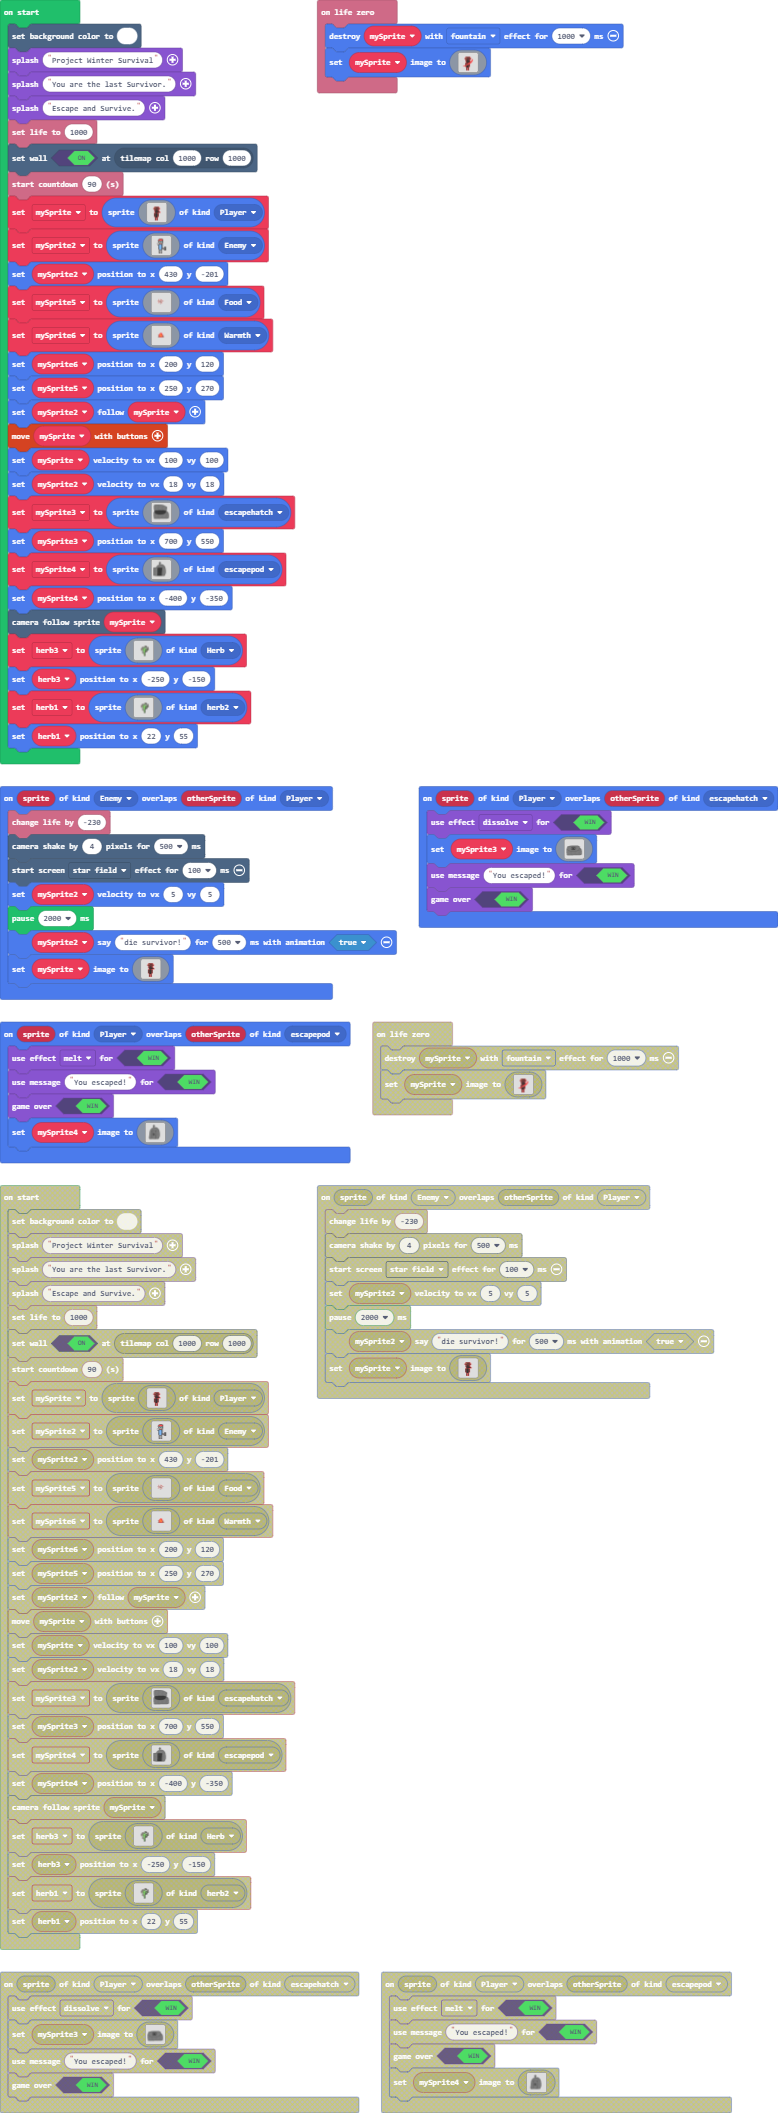 on start
set background color to
splash "Project Winter Survival"
splash "You are the last Survivor."
splash "Escape and Survive."
set life to 1000
set wall ON at tilemap col 1000 row 1000
start countdown 90 (s)
set mySprite to sprite of kind Player
set mySprite2 to sprite of kind Enemy
set mySprite2 position to x 430 y -201
set mySprite5 to sprite of kind Food
set mySprite6 to sprite of kind Warmth
set mySprite6 position to x 200 y 120
set mySprite5 position to x 250 y 270
set mySprite2 follow mySprite
move mySprite with buttons
set mySprite velocity to vx 100 vy 100
set mySprite2 velocity to vx 18 vy 18
set mySprite3 to sprite of kind escapehatch
set mySprite3 position to x 700 y 550
set mySprite4 to sprite of kind escapepod
set mySprite4 position to x -400 y -350
camera follow sprite mySprite
set herb3 to sprite of kind Herb
set herb3 position to x -250 y -150
set herb1 to sprite of kind herb2
set herb1 position to x 22 y 55
on life zero
destroy mySprite with fountain effect for 1000 ms
set mySprite image to
on sprite of kind Enemy overlaps otherSprite of kind Player
change life by -230
camera shake by 4 pixels for 500 ms
start screen star field effect for 100 ms
set mySprite2 velocity to vx 5 vy 5
pause 2000 ms
mySprite2 say "die survivor!" for 500 ms with animation true
set mySprite image to
on sprite of kind Player overlaps otherSprite of kind escapehatch
use effect dissolve for WIN
set mySprite3 image to
use message "You escaped!" for WIN
game over WIN
on sprite of kind Player overlaps otherSprite of kind escapepod
use effect melt for WIN
use message "You escaped!" for WIN
game over WIN
set mySprite4 image to
on life zero
destroy mySprite with fountain effect for 1000 ms
set mySprite image to
on start
set background color to
splash "Project Winter Survival"
splash "You are the last Survivor."
splash "Escape and Survive."
set life to 1000
set wall ON at tilemap col 1000 row 1000
start countdown 90 (s)
set mySprite to sprite of kind Player
set mySprite2 to sprite of kind Enemy
set mySprite2 position to x 430 y -201
set mySprite5 to sprite of kind Food
set mySprite6 to sprite of kind Warmth
set mySprite6 position to x 200 y 120
set mySprite5 position to x 250 y 270
set mySprite2 follow mySprite
move mySprite with buttons
set mySprite velocity to vx 100 vy 100
set mySprite2 velocity to vx 18 vy 18
set mySprite3 to sprite of kind escapehatch
set mySprite3 position to x 700 y 550
set mySprite4 to sprite of kind escapepod
set mySprite4 position to x -400 y -350
camera follow sprite mySprite
set herb3 to sprite of kind Herb
set herb3 position to x -250 y -150
set herb1 to sprite of kind herb2
set herb1 position to x 22 y 55
on sprite of kind Enemy overlaps otherSprite of kind Player
change life by -230
camera shake by 4 pixels for 500 ms
start screen star field effect for 100 ms
set mySprite2 velocity to vx 5 vy 5
pause 2000 ms
mySprite2 say "die survivor!" for 500 ms with animation true
set mySprite image to
on sprite of kind Player overlaps otherSprite of kind escapehatch
use effect dissolve for WIN
set mySprite3 image to
use message "You escaped!" for WIN
game over WIN
on sprite of kind Player overlaps otherSprite of kind escapepod
use effect melt for WIN
use message "You escaped!" for WIN
game over WIN
set mySprite4 image to